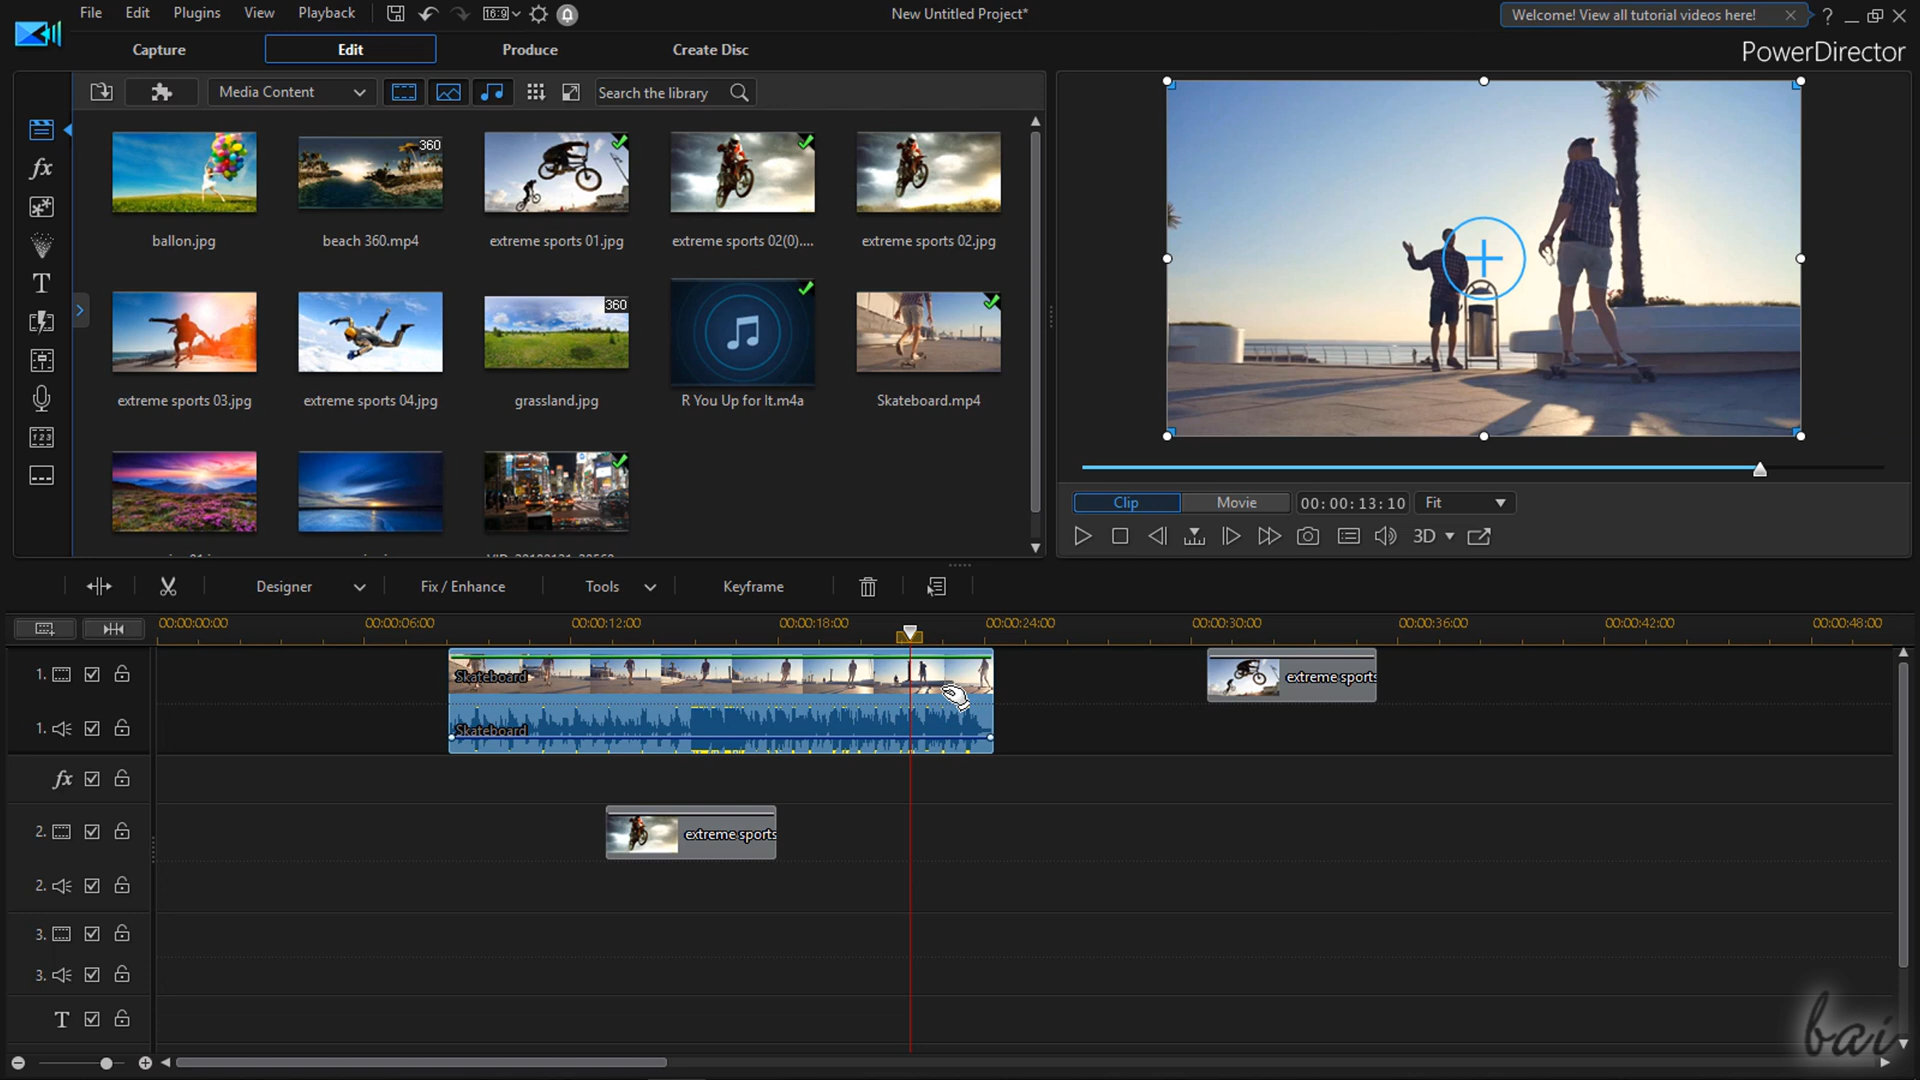 File Edit Plugins View Playback 16:9 New Untitled Project* Welcome! View all tutorial videos here! ?
Capture Edit Produce Create Disc PowerDirector
Media Content Search the library
360
ballon.jpg beach 360.mp4 extreme sports 01.jpg extreme sports 02(0).... extreme sports 02.jpg
fx
T
360
extreme sports 03.jpg extreme sports 04.jpg grassland.jpg R You Up for It.m4a Skateboard.mp4
123
Clip Movie 00:00:13:10 Fit
3D
Designer Fix / Enhance Tools Keyframe
00:00:00:00 00:00:06:00 00:00:12:00 00:00:18:00 00:00:24:00 00:00:30:00 00:00:36:00 00:00:42:00 00:00:48:00
1. Skateboard extreme sports
1. Skateboard
fx
2. extreme sports
2.
3.
3.
T
bai